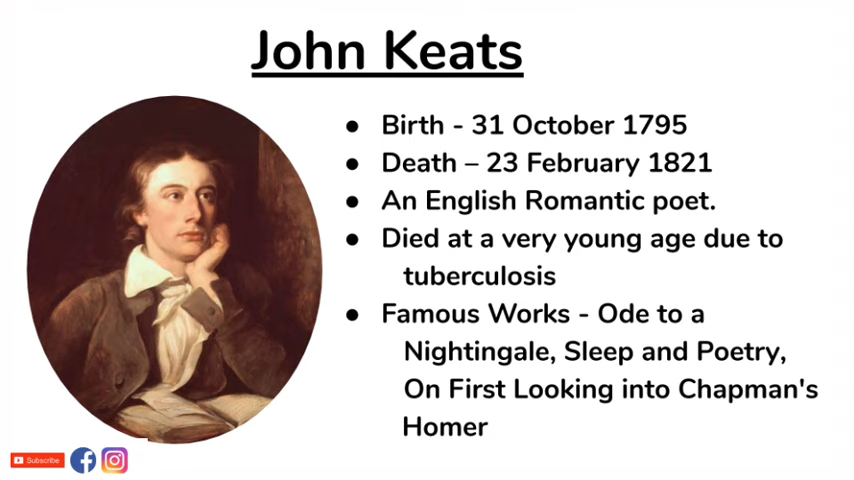 John Keats
● Birth - 31 October 1795
● Death – 23 February 1821
● An English Romantic poet.
● Died at a very young age due to
tuberculosis
● Famous Works - Ode to a
Nightingale, Sleep and Poetry,
On First Looking into Chapman's
Homer
Subscribe